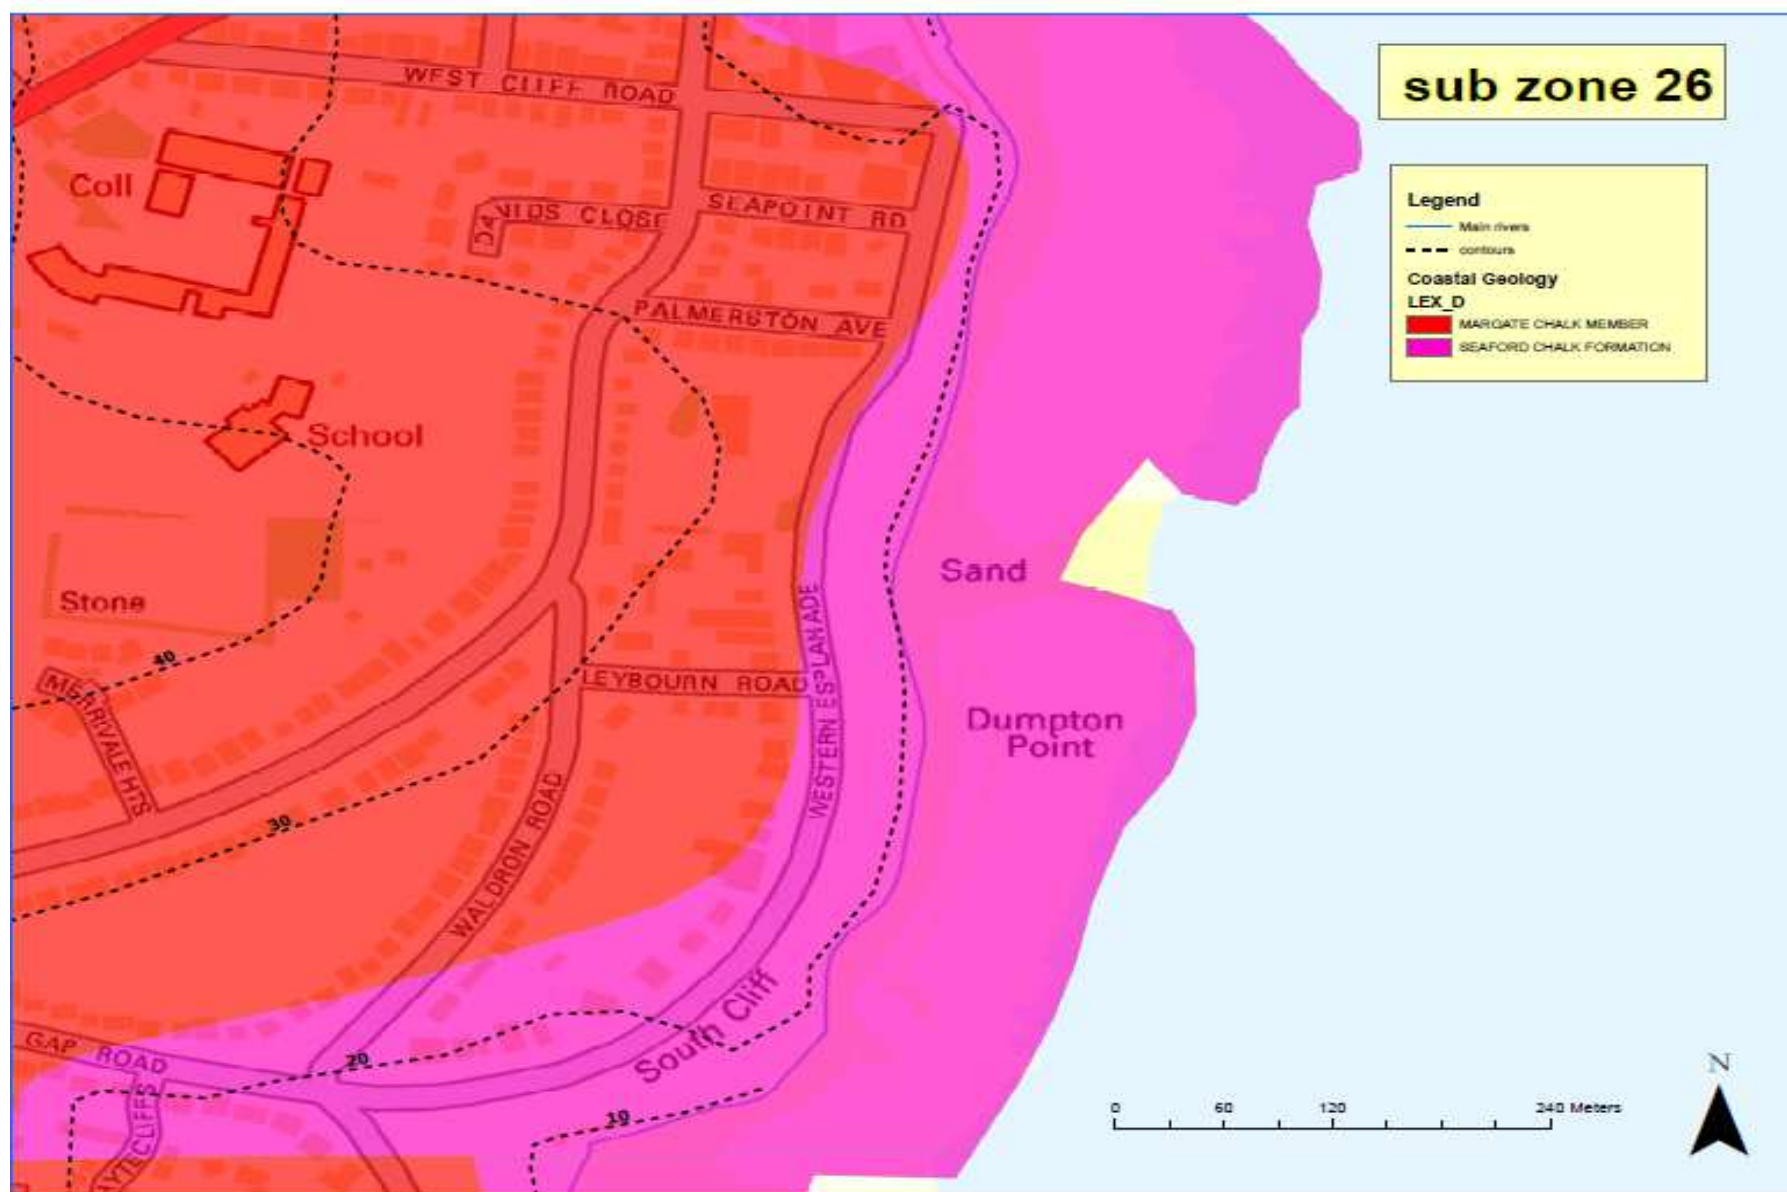 sub zone 26
Legend
Main rivers
contours
Coastal Geology
LEX_D
MARGATE CHALK MEMBER
SEAFORD CHALK FORMATION
WEST CLIFF ROAD
Coll
DAVIDS CLOSE
SEAPOINT RD
PALMERSTON AVE
School
Sand
Stone
WESTERN ESPLANADE
40
LEYBOURN ROAD
MERRIVALE HTS
Dumpton
Point
30
WALDRON ROAD
South Cliff
GAP ROAD
20
10
0 60 120 240 Meters
N